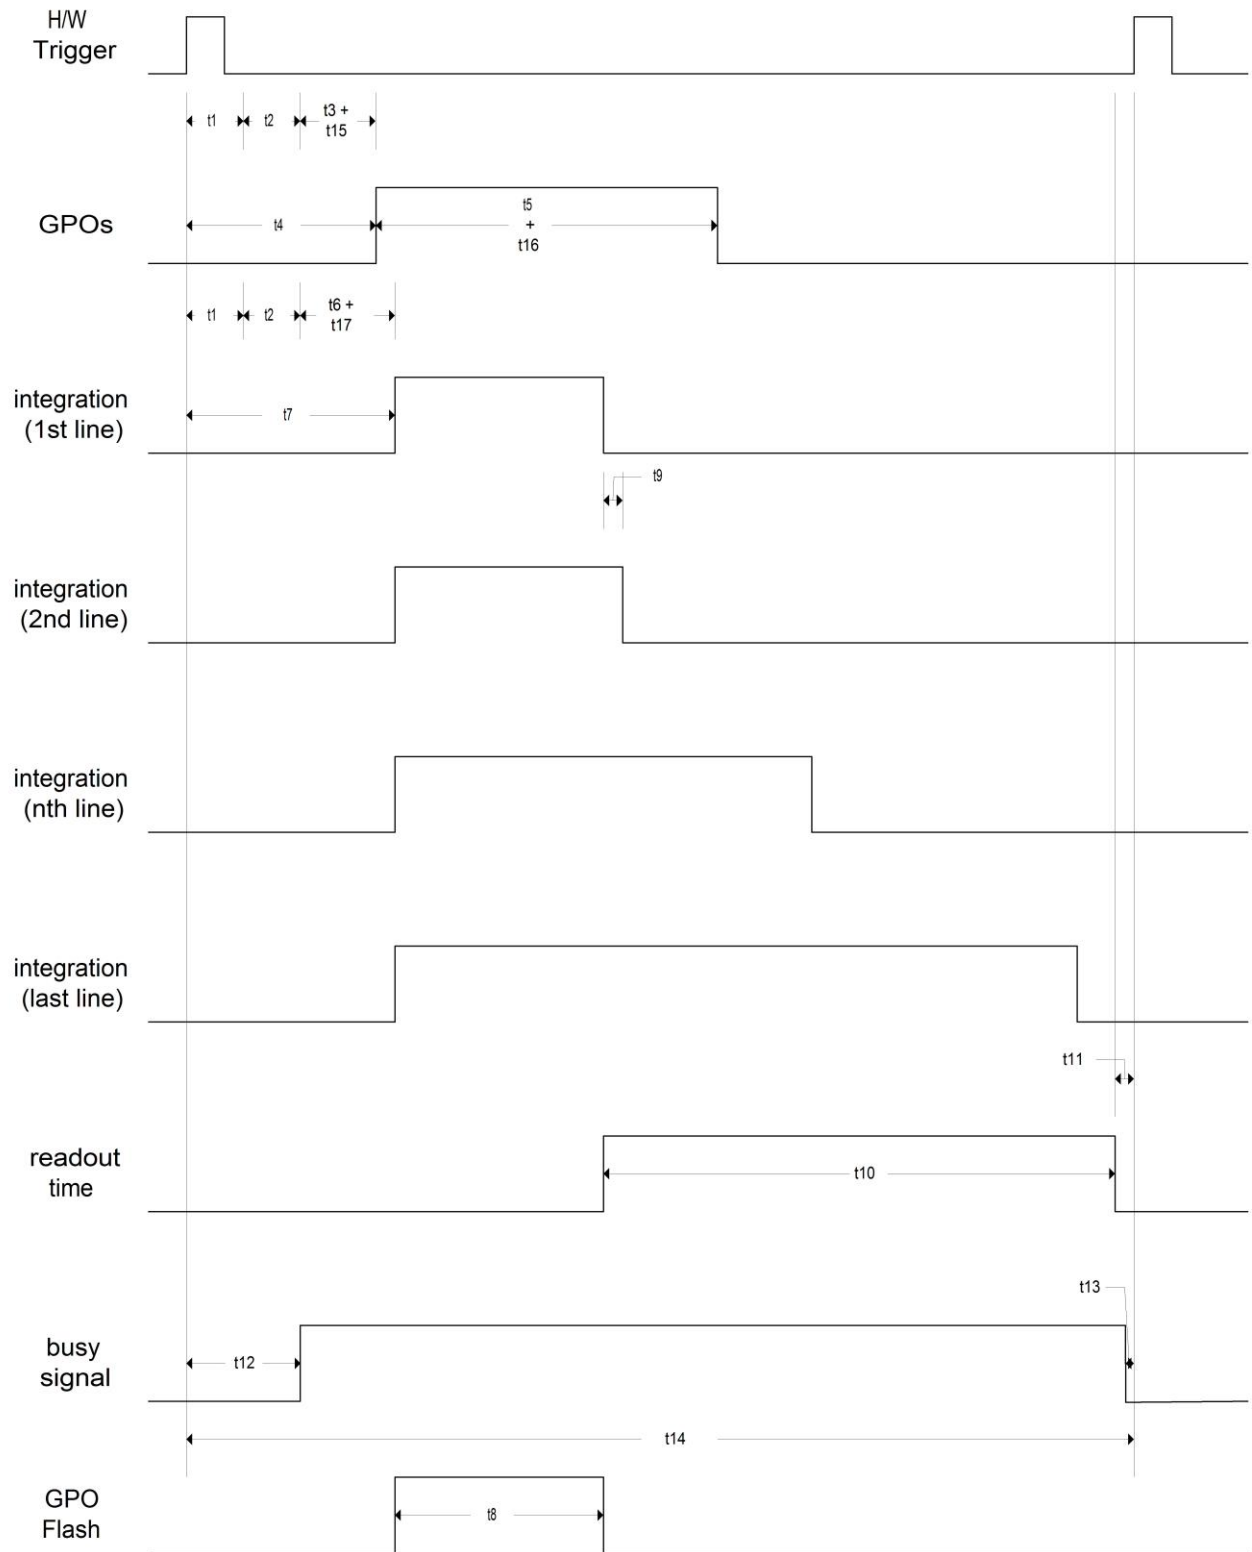 H/W
Trigger
t1
t2
t3 +
t15
GPOs
t4
t5
+
t16
t1
t2
t6 +
t17
integration
(1st line)
t7
t9
integration
(2nd line)
integration
(nth line)
integration
(last line)
t11
readout
time
t10
t13
busy
signal
t12
t14
GPO
Flash
t8